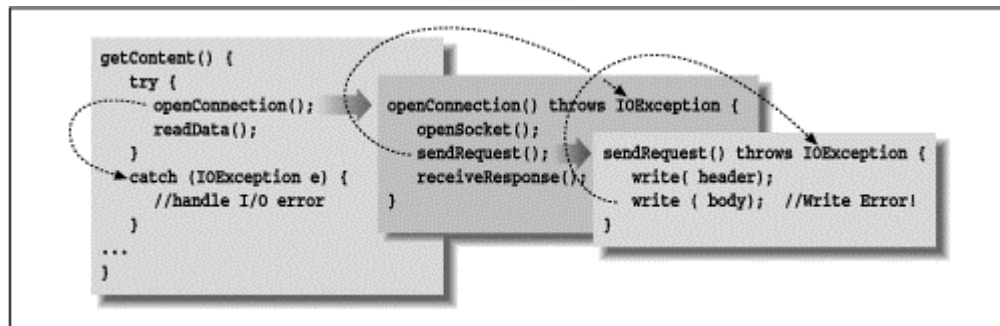 getContent() {
try {
openConnection();
readData();
}
catch (IOException e) {
//handle I/O error
}
...
}
openConnection() throws IOException {
openSocket();
sendRequest();
receiveResponse();
}
sendRequest() throws IOException {
write( header);
write ( body);  //Write Error!
}